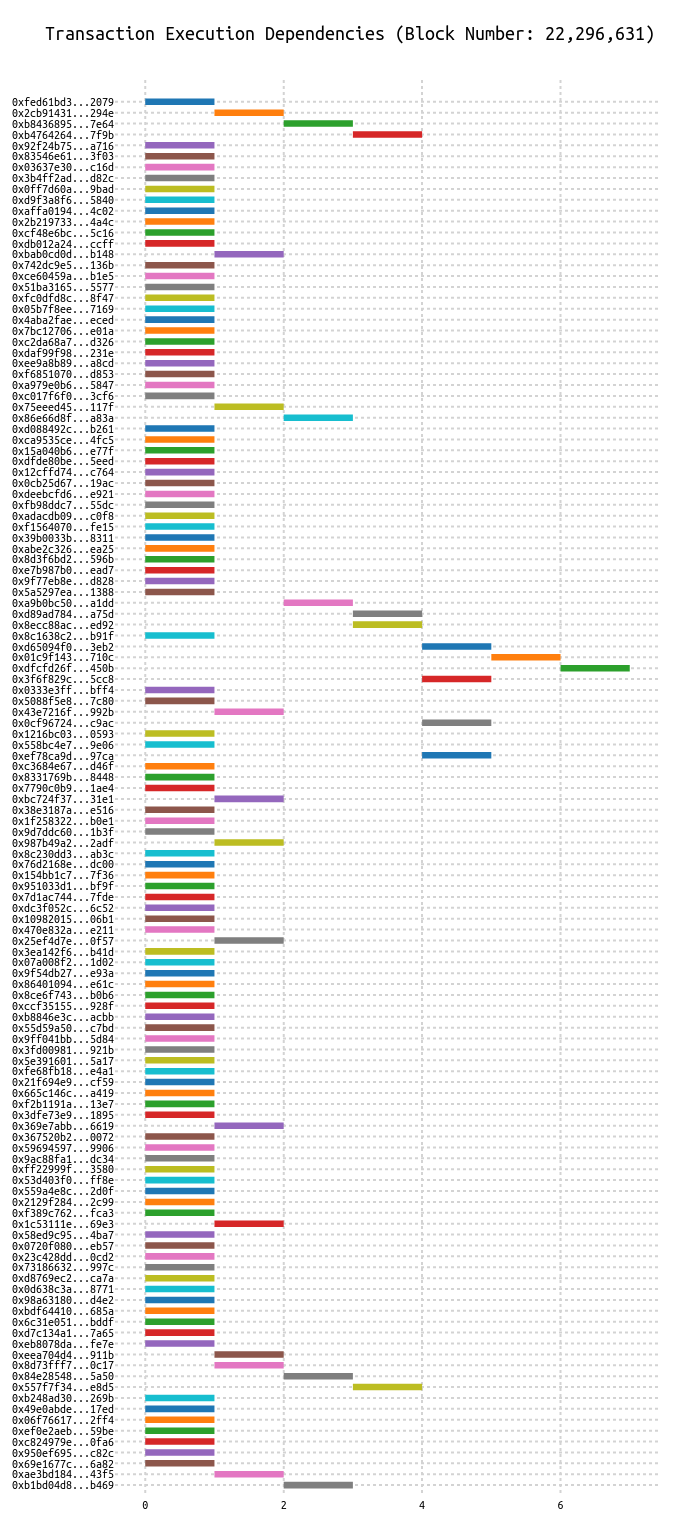 Transaction Execution Dependencies (Block Number: 22,296,631)
0xfed61bd3...2079
0x2cb91431...294e
0xb8436895...7e64
0xb4764264...7f9b
0x92f24b75...a716
0x83546e61...3f03
0x03637e30...c16d
0x3b4ff2ad...d82c
0x0ff7d60a...9bad
0xd9f3a8f6...5840
0xaffa0194...4c02
0x2b219733...4a4c
0xcf48e6bc...5c16
0xdb012a24...ccff
0xbab0cd0d...b148
0x742dc9e5...136b
0xce60459a...b1e5
0x51ba3165...5577
0xfc0dfd8c...8f47
0x05b7f8ee...7169
0x4aba2fae...eced
0x7bc12706...e01a
0xc2da68a7...d326
0xdaf99f98...231e
0xee9a8b89...a8cd
0xf6851070...d853
0xa979e0b6...5847
0xc017f6f0...3cf6
0x75eeed45...117f
0x86e66d8f...a83a
0xd088492c...b261
0xca9535ce...4fc5
0x15a040b6...e77f
0xdfde80be...5eed
0x12cffd74...c764
0x0cb25d67...19ac
0xdeebcfd6...e921
0xfb98ddc7...55dc
0xadacdb09...c0f8
0xf1564070...fe15
0x39b0033b...8311
0xabe2c326...ea25
0x8d3f6bd2...596b
0xe7b987b0...ead7
0x9f77eb8e...d828
0x5a5297ea...1388
0xa9b0bc50...a1dd
0xd89ad784...a75d
0x8ecc88ac...ed92
0x8c1638c2...b91f
0xd65094f0...3eb2
0x01c9f143...710c
0xdfcfd26f...450b
0x3f6f829c...5cc8
0x0333e3ff...bff4
0x5088f5e8...7c80
0x43e7216f...992b
0x0cf96724...c9ac
0x1216bc03...0593
0x558bc4e7...9e06
0xef78ca9d...97ca
0xc3684e67...d46f
0x8331769b...8448
0x7790c0b9...1ae4
0xbc724f37...31e1
0x38e3187a...e516
0x1f258322...b0e1
0x9d7ddc60...1b3f
0x987b49a2...2adf
0x8c230dd3...ab3c
0x76d2168e...dc00
0x154bb1c7...7f36
0x951033d1...bf9f
0x7d1ac744...7fde
0xdc3f052c...6c52
0x10982015...06b1
0x470e832a...e211
0x25ef4d7e...0f57
0x3ea142f6...b41d
0x07a008f2...1d02
0x9f54db27...e93a
0x86401094...e61c
0x8ce6f743...b0b6
0xccf35155...928f
0xb8846e3c...acbb
0x55d59a50...c7bd
0x9ff041bb...5d84
0x3fd00981...921b
0x5e391601...5a17
0xfe68fb18...e4a1
0x21f694e9...cf59
0x665c146c...a419
0xf2b1191a...13e7
0x3dfe73e9...1895
0x369e7abb...6619
0x367520b2...0072
0x59694597...9906
0x9ac88fa1...dc34
0xff22999f...3580
0x53d403f0...ff8e
0x559a4e8c...2d0f
0x2129f284...2c99
0xf389c762...fca3
0x1c53111e...69e3
0x58ed9c95...4ba7
0x0720f080...eb57
0x23c428dd...0cd2
0x73186632...997c
0xd8769ec2...ca7a
0x0d638c3a...8771
0x98a63180...d4e2
0xbdf64410...685a
0x6c31e051...bddf
0xd7c134a1...7a65
0xeb8078da...fe7e
0xeea704d4...911b
0x8d73fff7...0c17
0x84e28548...5a50
0x557f7f34...e8d5
0xb248ad30...269b
0x49e0abde...17ed
0x06f76617...2ff4
0xef0e2aeb...59be
0xc824979e...0fa6
0x950ef695...c82c
0x69e1677c...6a82
0xae3bd184...43f5
0xb1bd04d8...b469
0 2 4 6